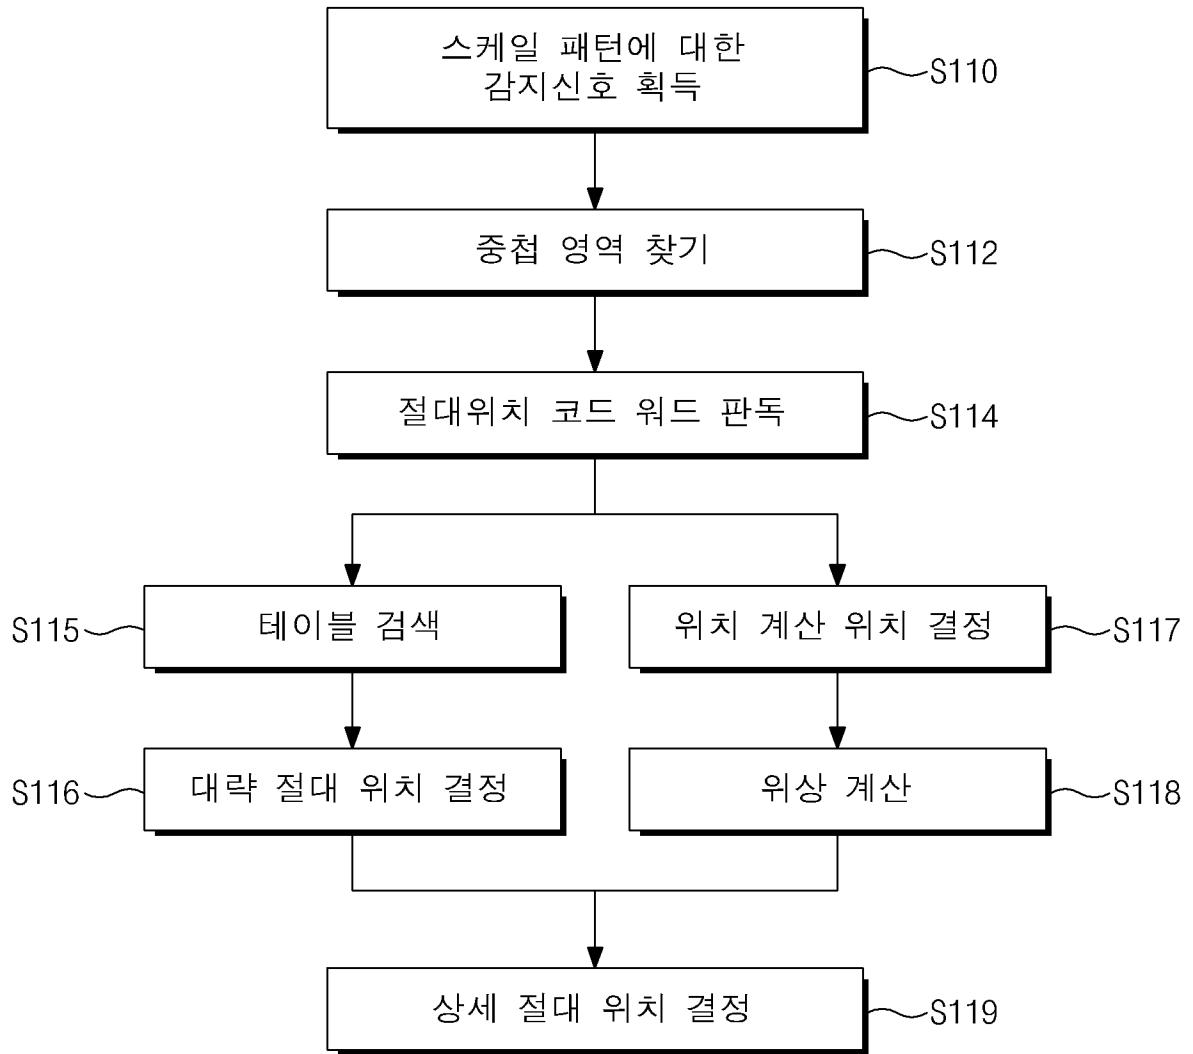 스케일 패턴에 대한
감지신호 획득
S110
중첩 영역 찾기
S112
절대위치 코드 워드 판독
S114
S115
테이블 검색
위치 계산 위치 결정
S117
S116
대략 절대 위치 결정
위상 계산
S118
상세 절대 위치 결정
S119